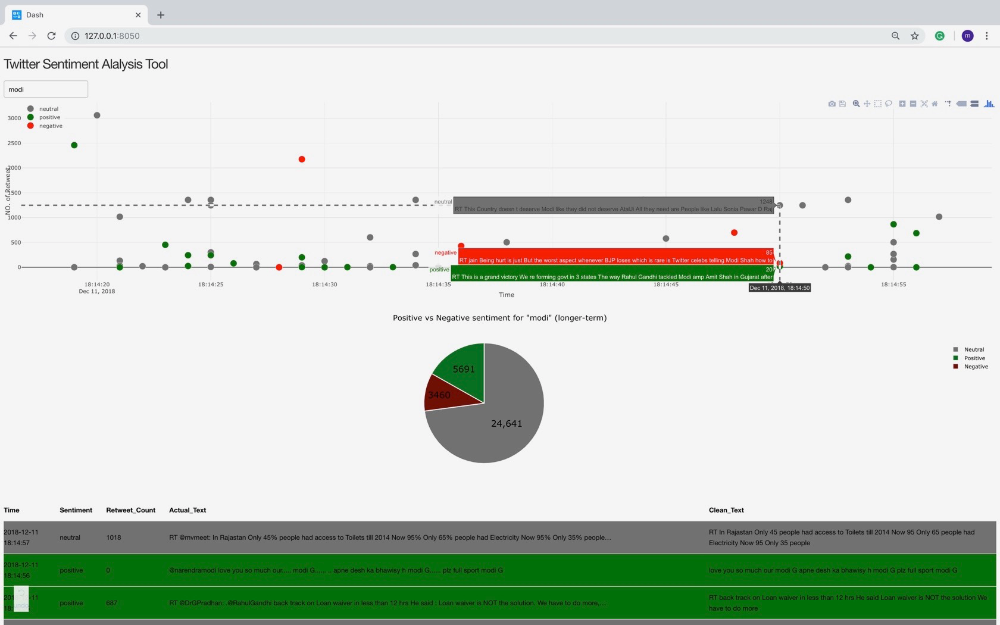 Dash
127.0.0.1:8050
m
Twitter Sentiment Alalysis Tool
modi
neutral
positive
negative
3000
2500
2000
1500
1000
500
0
NO. of Retweet
neutral
1248
RT This Country doesn t deserve Modi like they did not deserve AtalJi All they need are People like Lalu Sonia Pawar D Raj
negative
85
RT jain Being hurt is just But the worst aspect whenever BJP loses which is rare is Twitter celebs telling Modi Shah how to
positive
20
RT This is a grand victory We re forming govt in 3 states The way Rahul Gandhi tackled Modi amp Amit Shah in Gujarat after
18:14:20 18:14:25 18:14:30 18:14:35 18:14:40 18:14:45 18:14:55
Dec 11, 2018
Dec 11, 2018, 18:14:50
Time
Positive vs Negative sentiment for "modi" (longer-term)
Neutral
Positive
Negative
5691
3460
24,641
Time Sentiment Retweet_Count Actual_Text Clean_Text
2018-12-11
18:14:57
neutral 1018 RT @mvmeet: In Rajastan Only 45% people had access to Toilets till 2014 Now 95% Only 65% people had Electricity Now 95% Only 35% people…
RT In Rajastan Only 45 people had access to Toilets till 2014 Now 95 Only 65 people had
Electricity Now 95 Only 35 people
2018-12-11
18:14:56
positive 0 @narendramodi love you so much our..... modi G...... .. apne desh ka bhawisy h modi G...... plz full sport modi G
love you so much our modi G apne desh ka bhawisy h modi G plz full sport modi G
undo
positive 687 RT @DrGPradhan: .@RahulGandhi back track on Loan waiver in less than 12 hrs He said : Loan waiver is NOT the solution, We have to do more,…
RT back track on Loan waiver in less than 12 hrs He said Loan waiver is NOT the solution We
have to do more